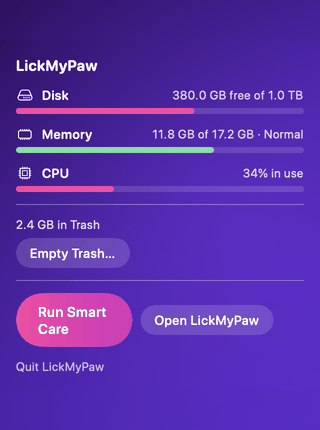 LickMyPaw
Disk 380.0 GB free of 1.0 TB
Memory 11.8 GB of 17.2 GB · Normal
CPU 34% in use
2.4 GB in Trash
Empty Trash...
Run Smart
Care
Open LickMyPaw
Quit LickMyPaw